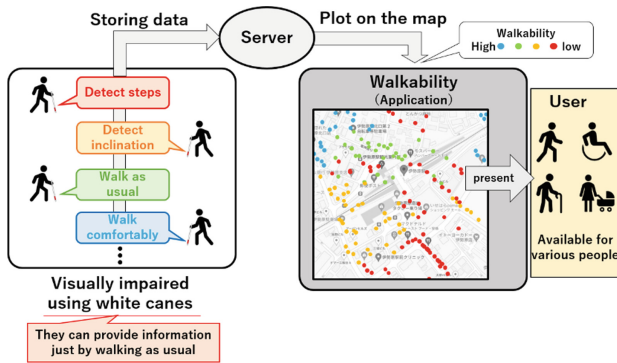 Storing data
Server
Plot on the map
Walkability
High
low
Detect steps
Detect
inclination
Walk as
usual
Walk
comfortably
Visually impaired
using white canes
They can provide information
just by walking as usual
Walkability
(Application)
present
User
Available for
various people